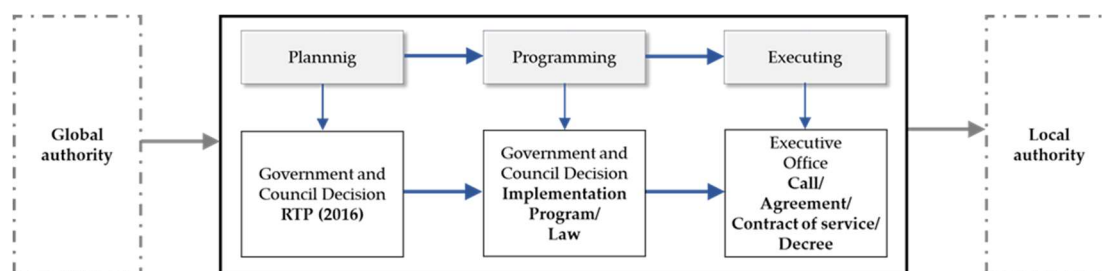 Plannnig
Programming
Executing
Global
authority
Government and
Council Decision
RTP (2016)
Government and
Council Decision
Implementation
Program/
Law
Executive
Office
Call/
Agreement/
Contract of service/
Decree
Local
authority